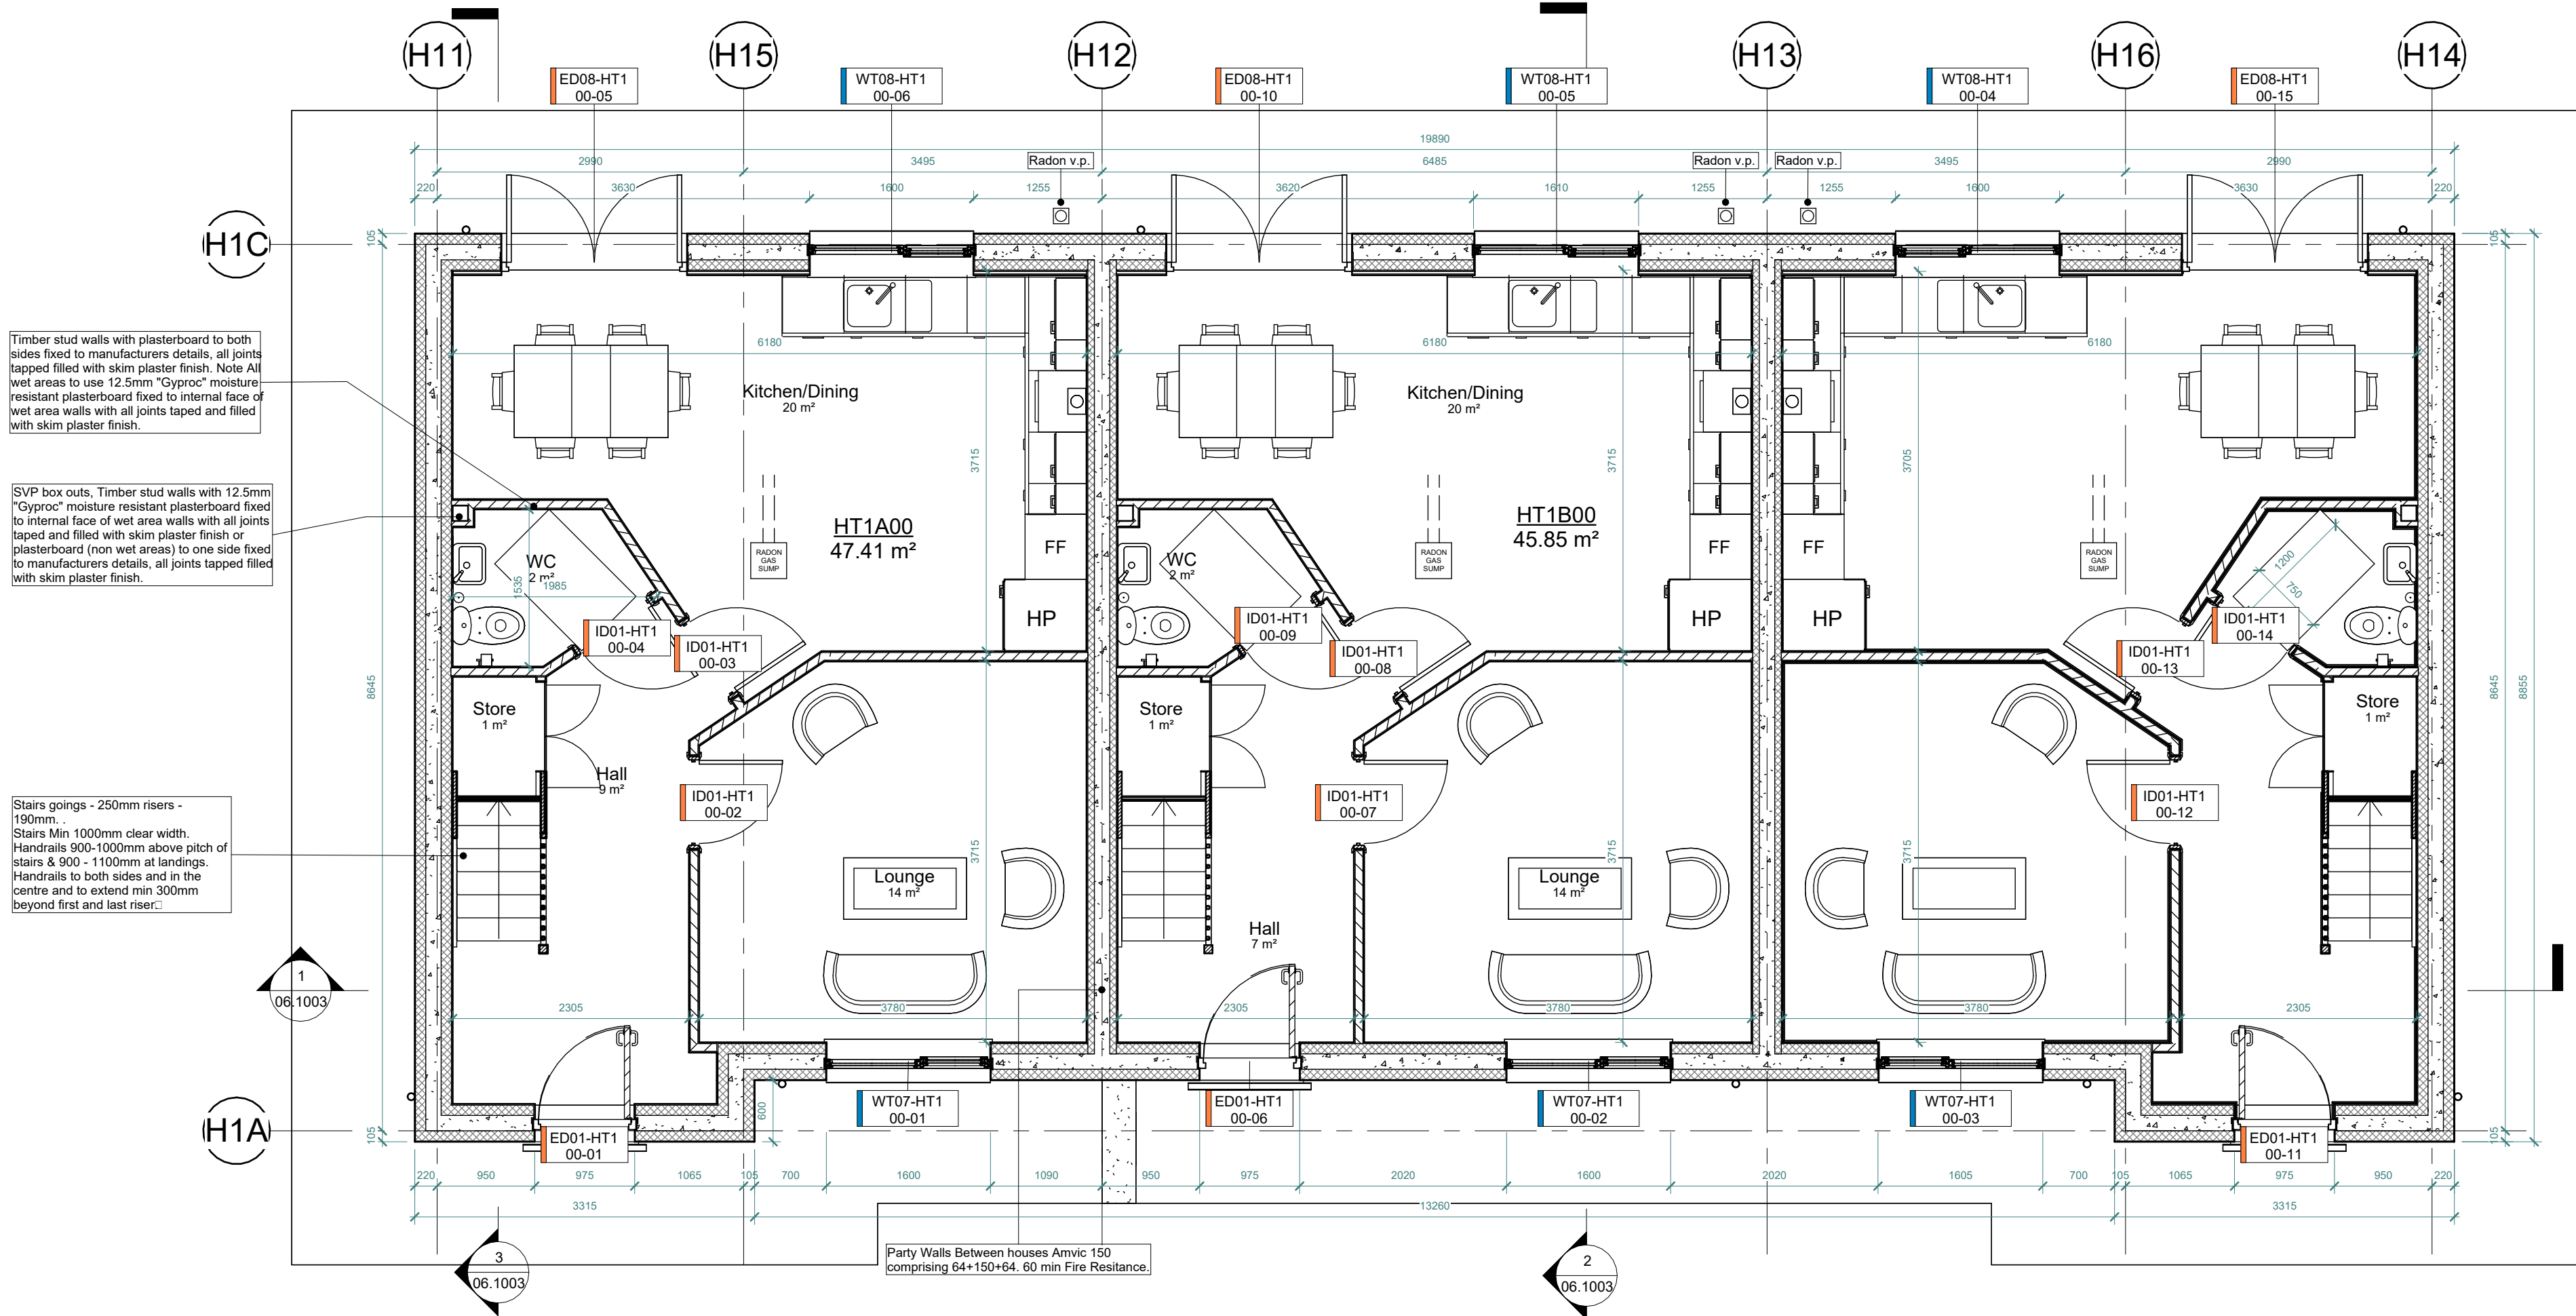 H11
H15
H12
H13
H16
H14
ED08-HT1
00-05
WT08-HT1
00-06
ED08-HT1
00-10
WT08-HT1
00-05
WT08-HT1
00-04
ED08-HT1
00-15
19890
2990
3495
Radon v.p.
6485
Radon v.p.
Radon v.p.
3495
2990
220
3630
1600
1255
3620
1610
1255
1255
1600
3630
220
H1C
105
105
Timber stud walls with plasterboard to both
sides fixed to manufacturers details, all joints
tapped filled with skim plaster finish. Note All
wet areas to use 12.5mm "Gyproc" moisture
resistant plasterboard fixed to internal face of
wet area walls with all joints taped and filled
with skim plaster finish.
6180
6180
6180
Kitchen/Dining
20 m²
Kitchen/Dining
20 m²
3715
3715
3705
SVP box outs, Timber stud walls with 12.5mm
"Gyproc" moisture resistant plasterboard fixed
to internal face of wet area walls with all joints
taped and filled with skim plaster finish or
plasterboard (non wet areas) to one side fixed
to manufacturers details, all joints tapped filled
with skim plaster finish.
HT1A00
47.41 m²
HT1B00
45.85 m²
RADON
GAS
SUMP
RADON
GAS
SUMP
RADON
GAS
SUMP
FF
FF
FF
WC
2 m²
1985
1535
WC
2 m²
1200
750
HP
HP
HP
ID01-HT1
00-04
ID01-HT1
00-03
ID01-HT1
00-09
ID01-HT1
00-08
ID01-HT1
00-13
ID01-HT1
00-14
8645
8645
8855
Store
1 m²
Store
1 m²
Store
1 m²
Hall
9 m²
ID01-HT1
00-02
ID01-HT1
00-07
ID01-HT1
00-12
Stairs goings - 250mm risers -
190mm. .
Stairs Min 1000mm clear width.
Handrails 900-1000mm above pitch of
stairs & 900 - 1100mm at landings.
Handrails to both sides and in the
centre and to extend min 300mm
beyond first and last riser.
3715
3715
3715
Lounge
14 m²
Lounge
14 m²
Hall
7 m²
1
06.1003
2305
3780
2305
3780
3780
2305
H1A
105
600
105
WT07-HT1
00-01
ED01-HT1
00-06
WT07-HT1
00-02
WT07-HT1
00-03
ED01-HT1
00-01
ED01-HT1
00-11
220
950
975
1065
105
700
1600
1090
950
975
2020
1600
2020
1605
700
105
1065
975
950
220
3315
13260
3315
3
06.1003
Party Walls Between houses Amvic 150
comprising 64+150+64. 60 min Fire Resitance.
2
06.1003